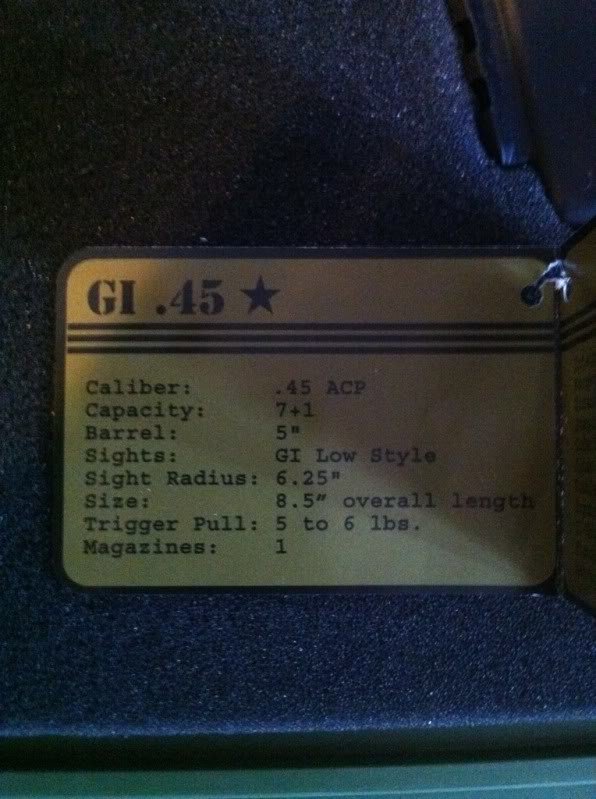 GI .45 ★
Caliber: .45 ACP
Capacity: 7+1
Barrel: 5"
Sights: GI Low Style
Sight Radius: 6.25"
Size: 8.5” overall length
Trigger Pull: 5 to 6 lbs.
Magazines: 1